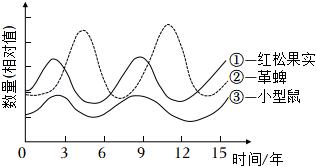 数量(相对值)
①—红松果实
②—革蜱
③—小型鼠
0 3 6 9 12 15
时间/年